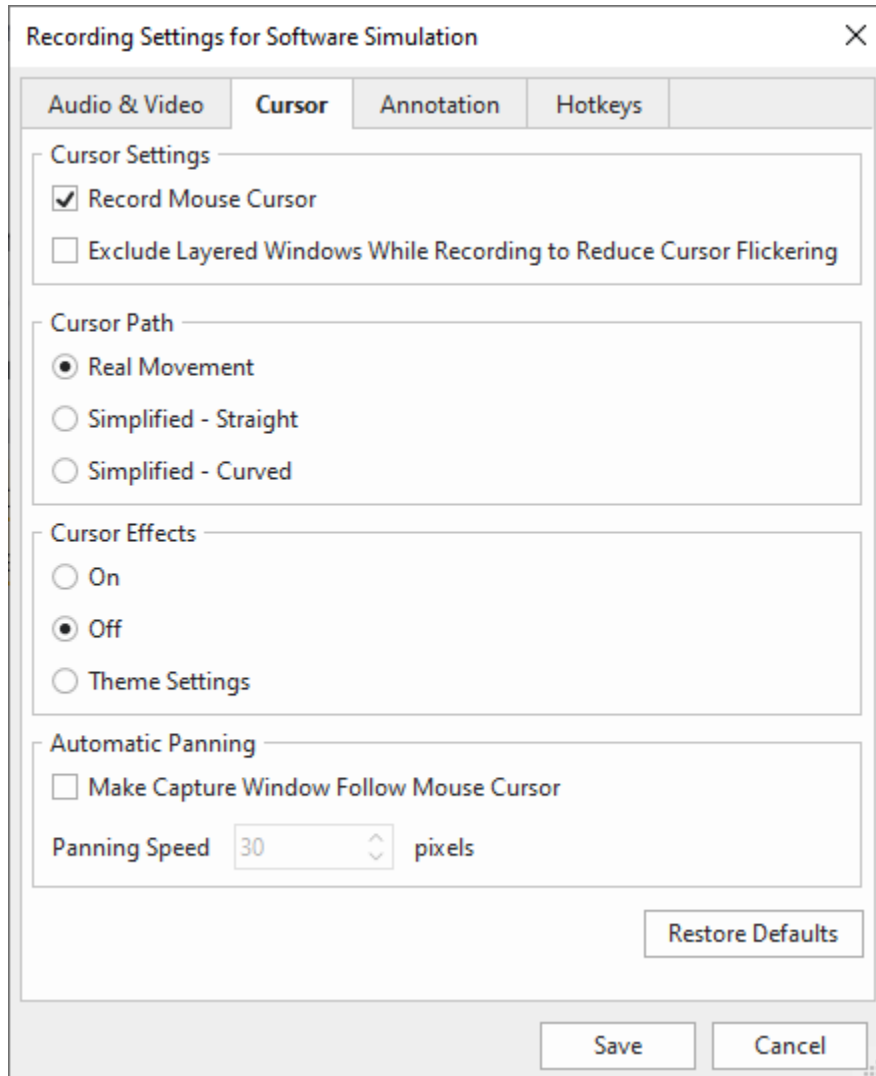 Recording Settings for Software Simulation
Audio & Video Cursor Annotation Hotkeys
Cursor Settings
Record Mouse Cursor
Exclude Layered Windows While Recording to Reduce Cursor Flickering
Cursor Path
Real Movement
Simplified - Straight
Simplified - Curved
Cursor Effects
On
Off
Theme Settings
Automatic Panning
Make Capture Window Follow Mouse Cursor
Panning Speed 30 pixels
Restore Defaults
Save Cancel